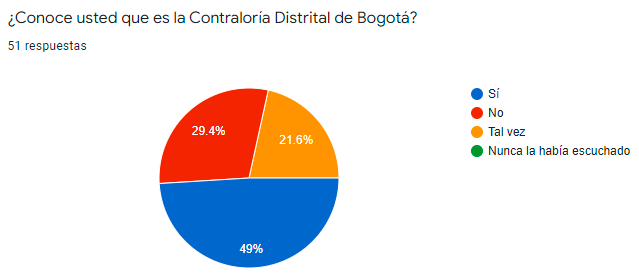 ¿Conoce usted que es la Contraloría Distrital de Bogotá?
51 respuestas
29.4%
21.6%
49%
Sí
No
Tal vez
Nunca la había escuchado